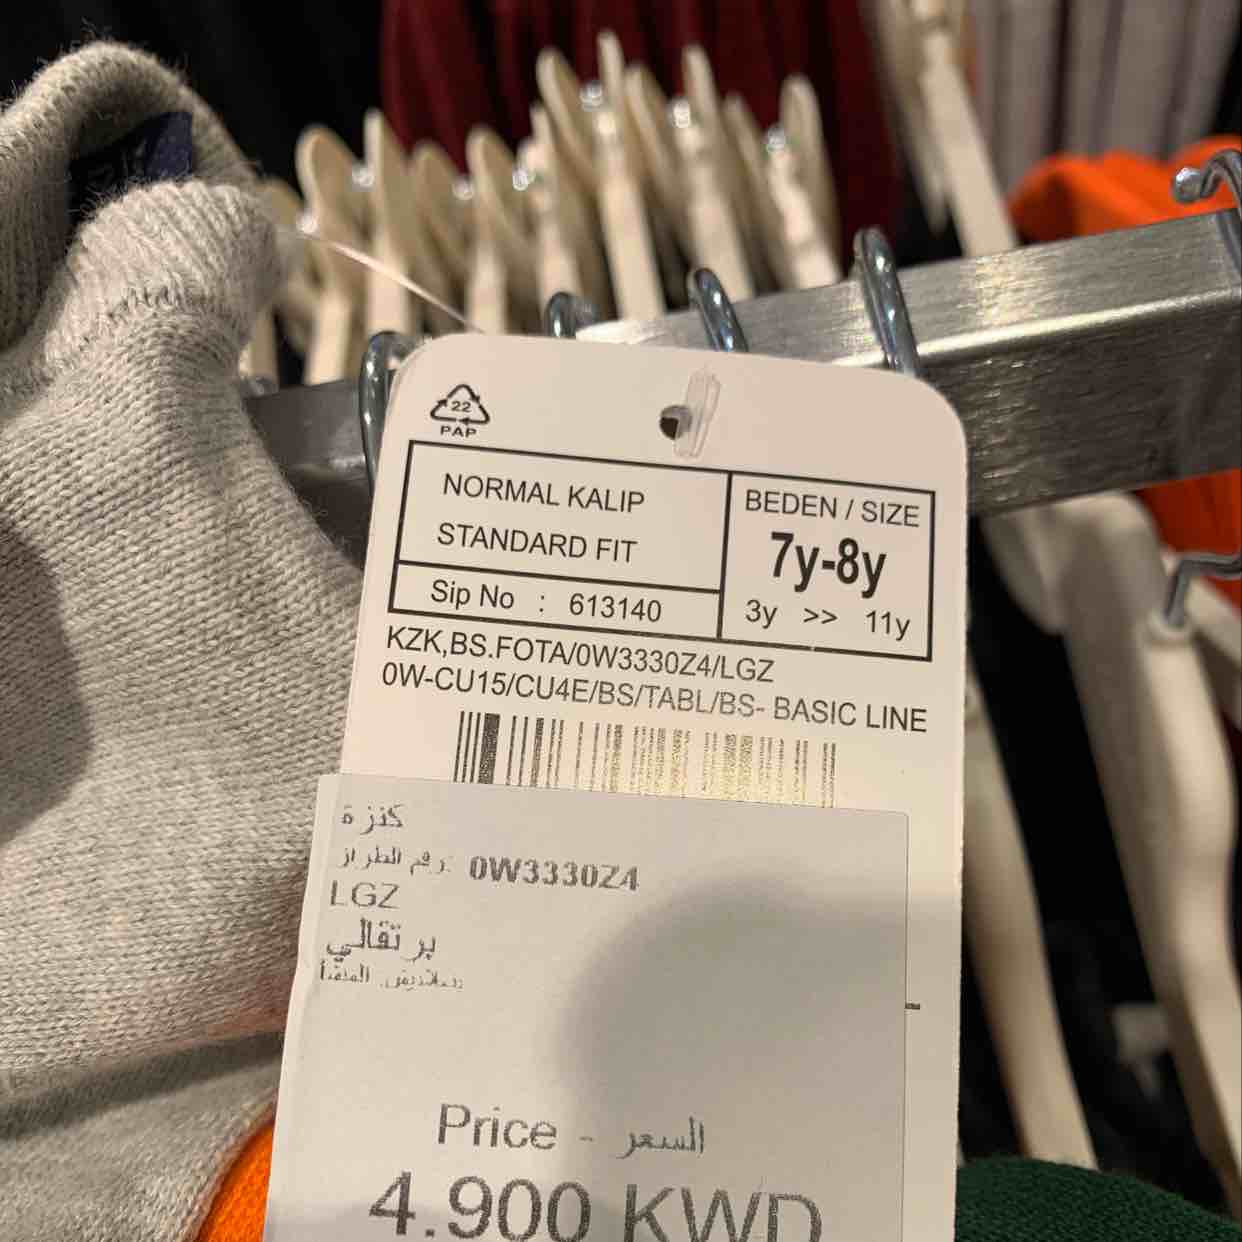 22
PAP
NORMAL KALIP
STANDARD FIT
BEDEN / SIZE
7y-8y
3y >> 11y
Sip No : 613140
KZK,BS.FOTA/0W3330Z4/LGZ
0W-CU15/CU4E/BS/TABL/BS- BASIC LINE
كنزة
رقم الطراز: 0W3330Z4
LGZ
برتقالي
بنغلاديش. المنشأ
Price - السعر
4.900 KWD